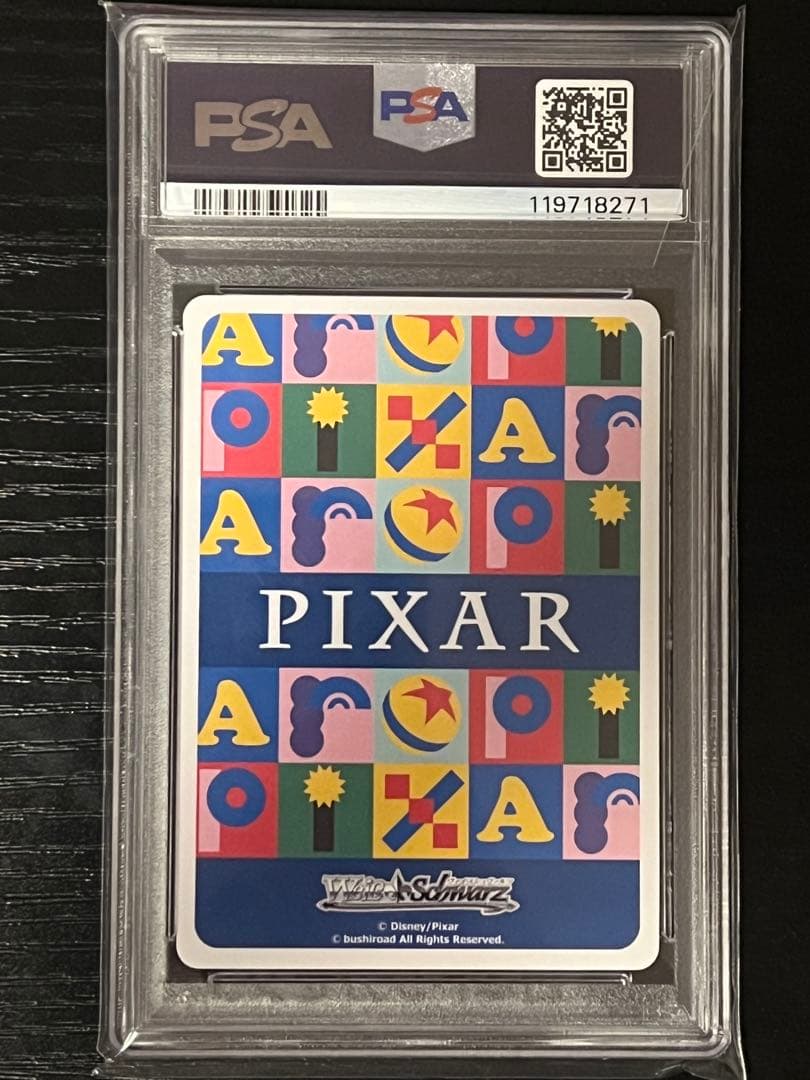 PSA
PSA
119718271
A r p i
p i x A r
A r p i
PIXAR
A r p i
p i x A r
Weiß Schwarz
© Disney/Pixar
© bushiroad All Rights Reserved.